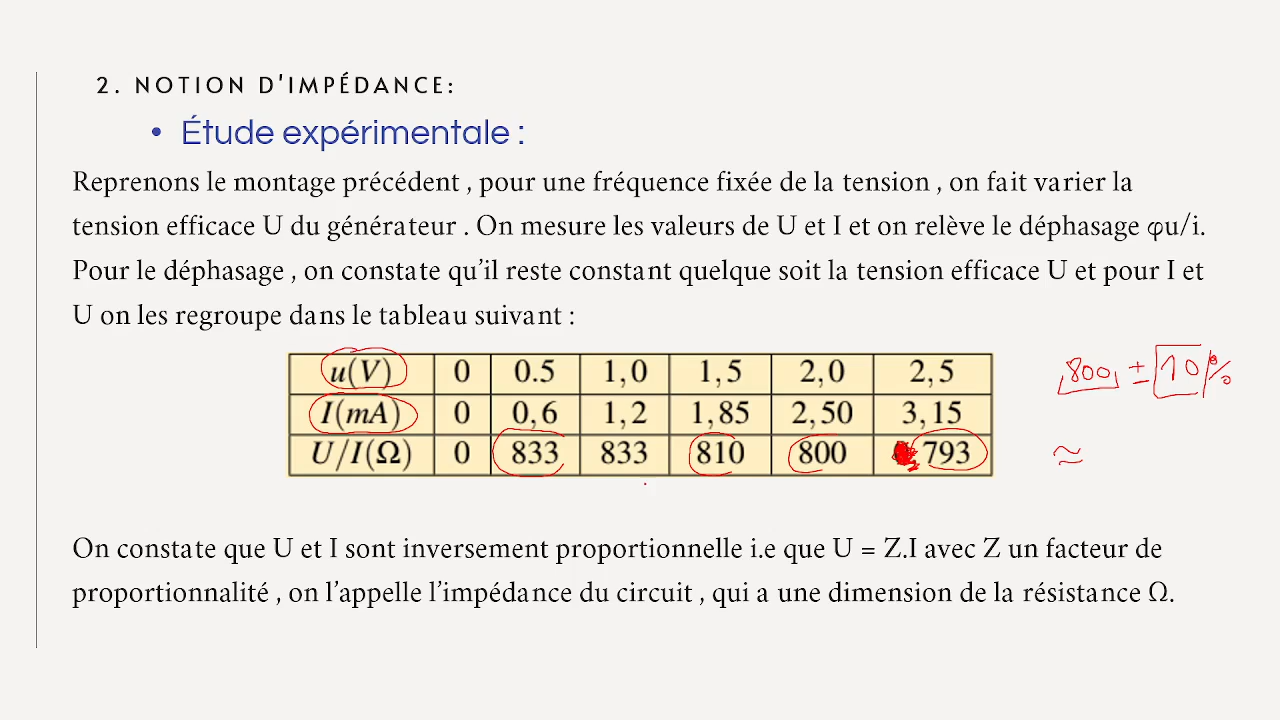 2. NOTION D'IMPÉDANCE:
• Étude expérimentale :
Reprenons le montage précédent , pour une fréquence fixée de la tension , on fait varier la
tension efficace U du générateur . On mesure les valeurs de U et I et on relève le déphasage φu/i.
Pour le déphasage , on constate qu'il reste constant quelque soit la tension efficace U et pour I et
U on les regroupe dans le tableau suivant :
u(V) 0 0.5 1,0 1,5 2,0 2,5
I(mA) 0 0,6 1,2 1,85 2,50 3,15
U/I(Ω) 0 833 833 810 800 793
800 ± 10 %
≈
On constate que U et I sont inversement proportionnelle i.e que U = Z.I avec Z un facteur de
proportionnalité , on l'appelle l'impédance du circuit , qui a une dimension de la résistance Ω.